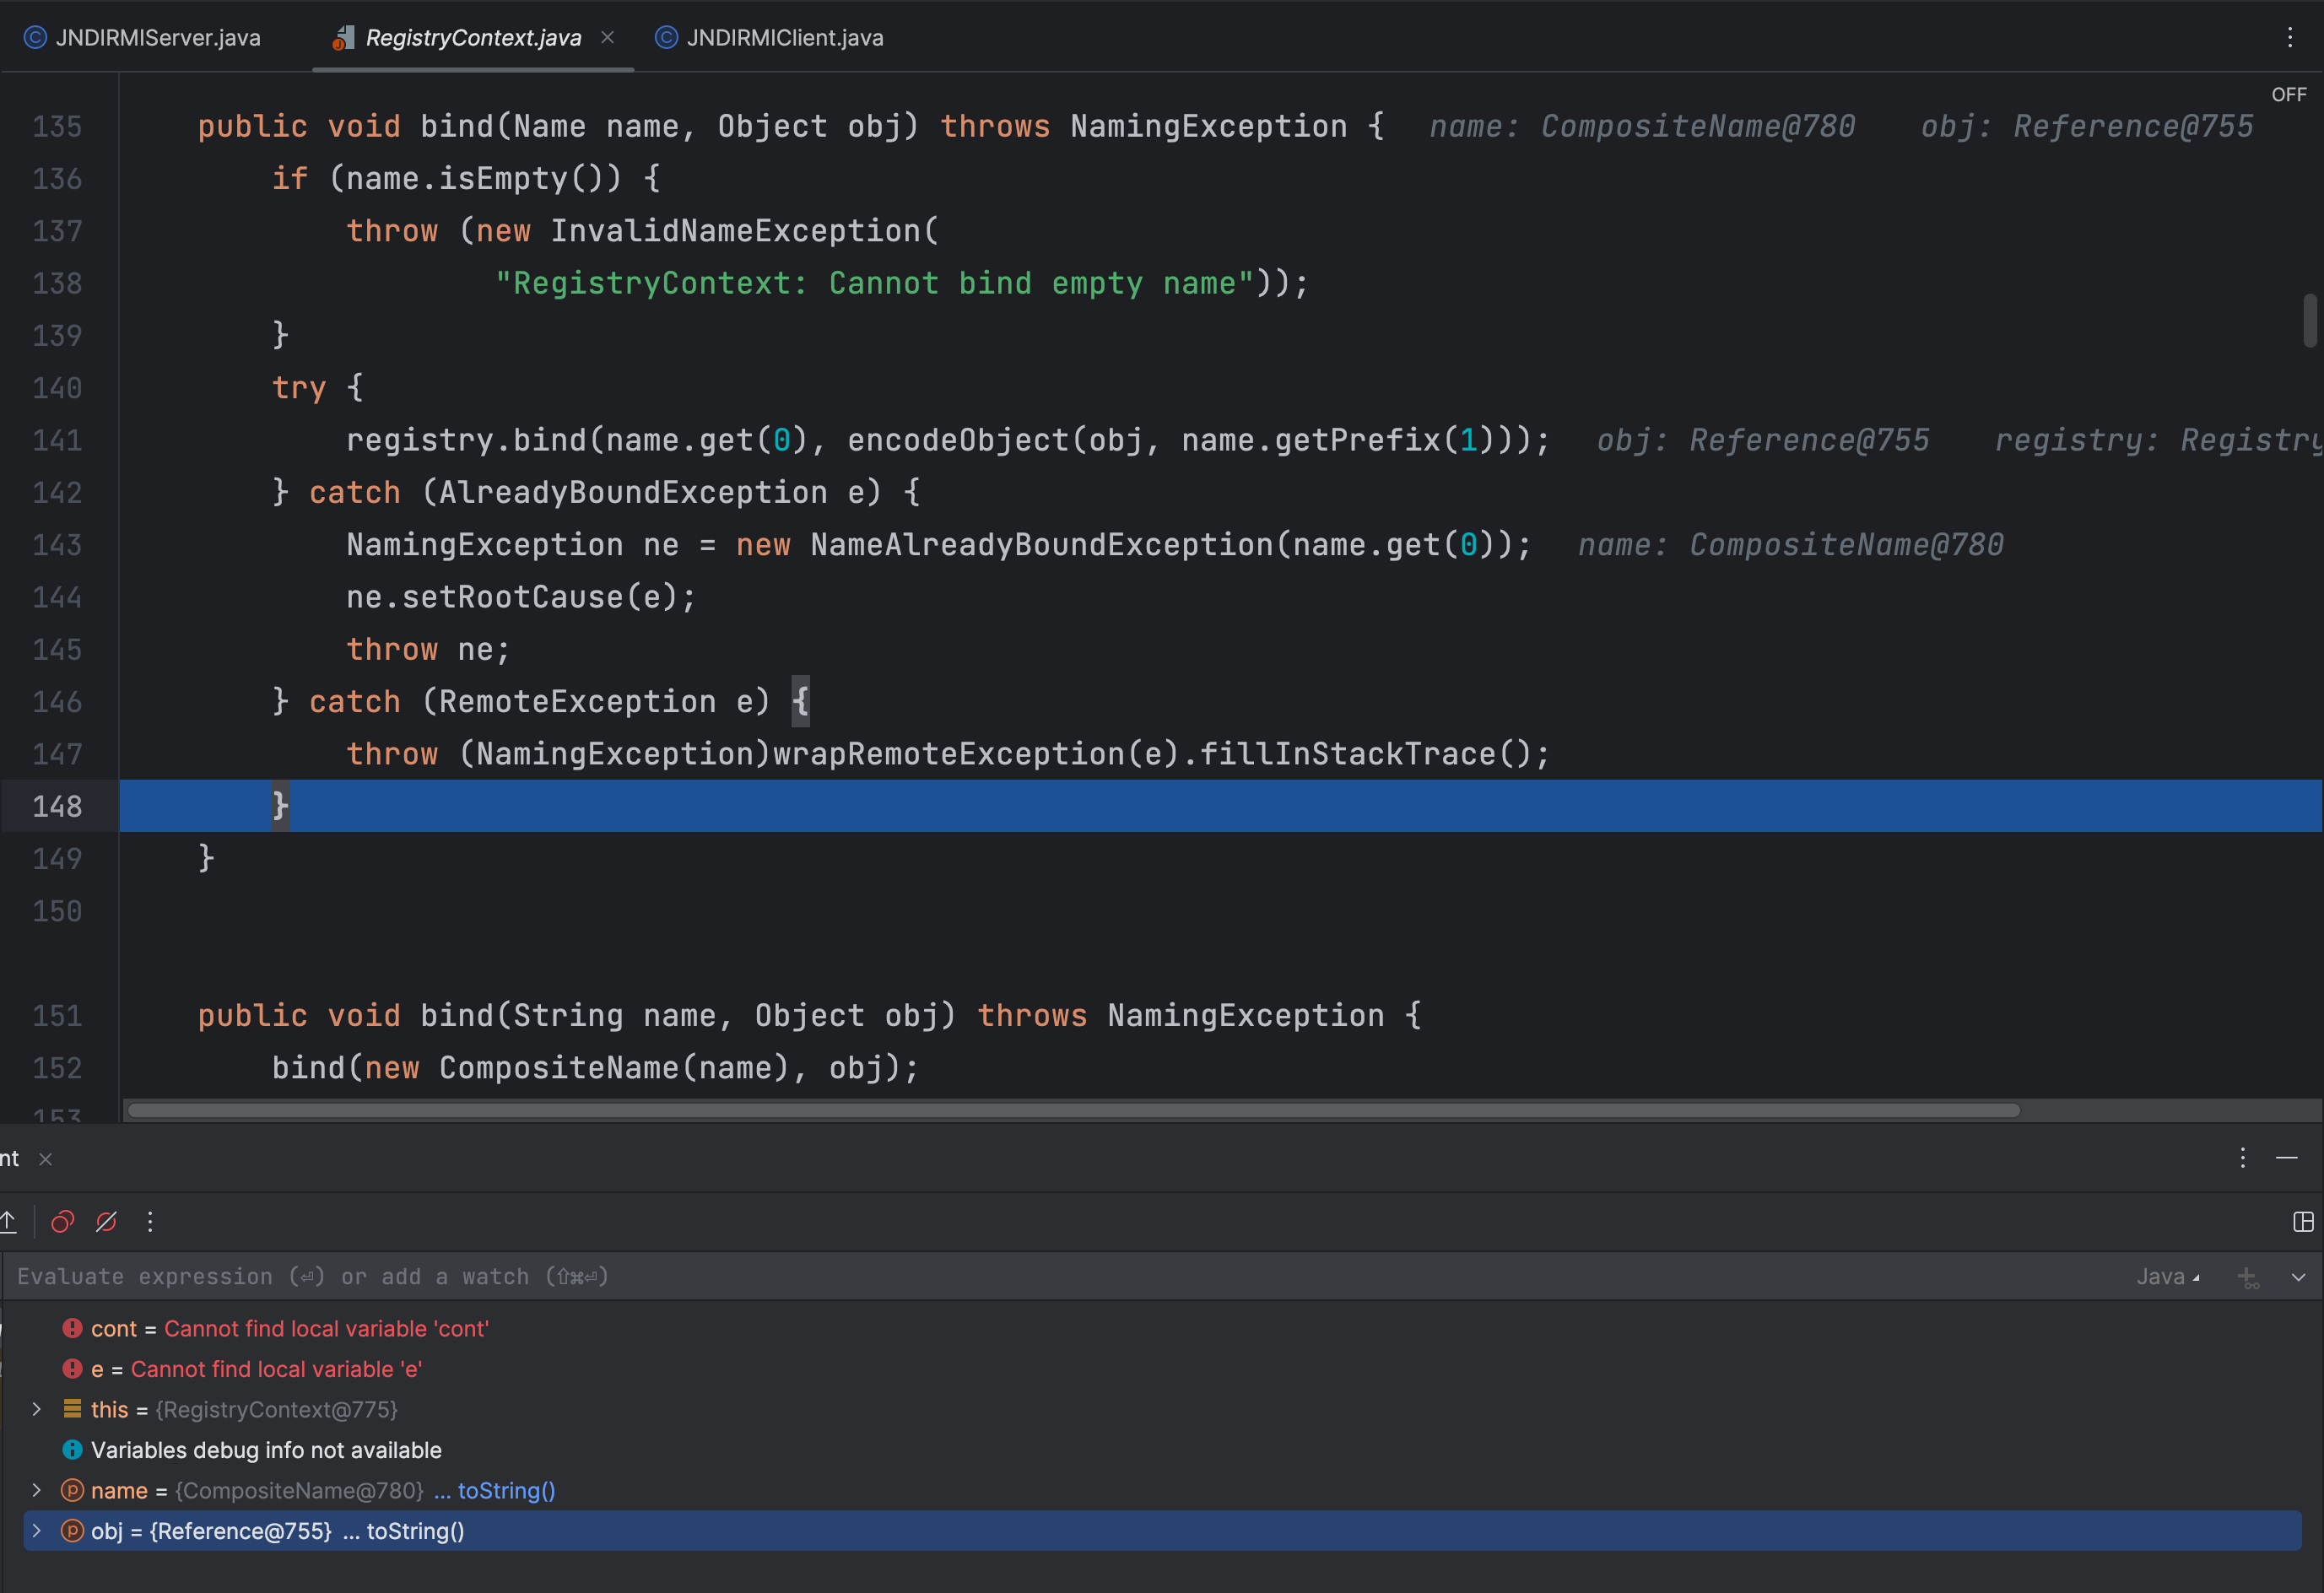 JNDIRMIServer.java RegistryContext.java JNDIRMIClient.java
OFF
135 public void bind(Name name, Object obj) throws NamingException { name: CompositeName@780 obj: Reference@755
136 if (name.isEmpty()) {
137 throw (new InvalidNameException(
138 "RegistryContext: Cannot bind empty name"));
139 }
140 try {
141 registry.bind(name.get(0), encodeObject(obj, name.getPrefix(1))); obj: Reference@755 registry: Registry
142 } catch (AlreadyBoundException e) {
143 NamingException ne = new NameAlreadyBoundException(name.get(0)); name: CompositeName@780
144 ne.setRootCause(e);
145 throw ne;
146 } catch (RemoteException e) {
147 throw (NamingException)wrapRemoteException(e).fillInStackTrace();
148 }
149 }
150
151 public void bind(String name, Object obj) throws NamingException {
152 bind(new CompositeName(name), obj);
153
nt
Evaluate expression (⏎) or add a watch (⇧⌘⏎) Java
cont = Cannot find local variable 'cont'
e = Cannot find local variable 'e'
this = {RegistryContext@775}
Variables debug info not available
name = {CompositeName@780} ... toString()
obj = {Reference@755} ... toString()